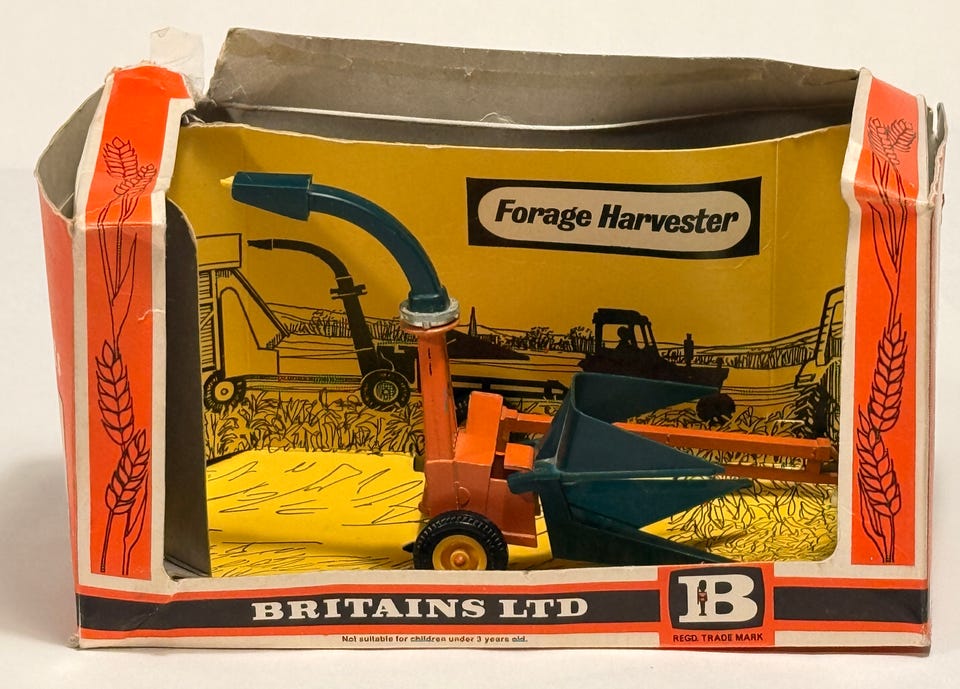 Forage Harvester
BRITAINS LTD
B
REGD. TRADE MARK
Not suitable for children under 3 years old.